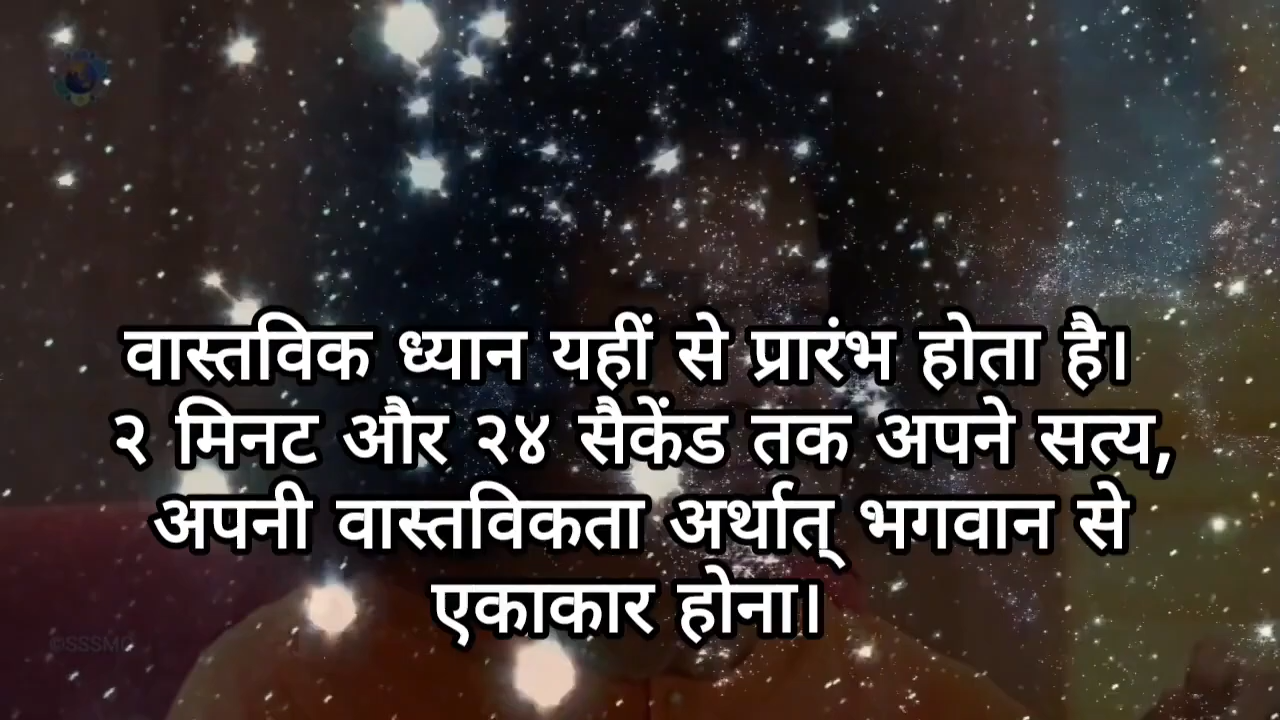 वास्तविक ध्यान यहीं से प्रारंभ होता है।
२ मिनट और २४ सैकेंड तक अपने सत्य,
अपनी वास्तविकता अर्थात् भगवान से
एकाकार होना।